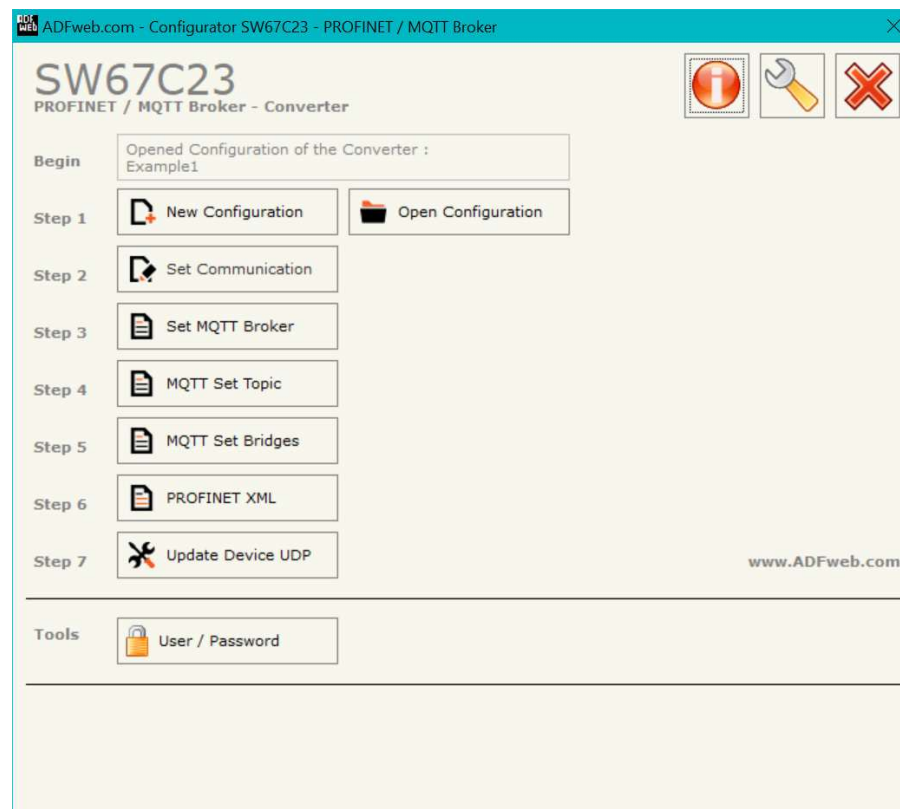 ADF
WEB
ADFweb.com - Configurator SW67C23 - PROFINET / MQTT Broker
SW67C23
PROFINET / MQTT Broker - Converter
Begin
Opened Configuration of the Converter :
Example1
Step 1
New Configuration
Open Configuration
Step 2
Set Communication
Step 3
Set MQTT Broker
Step 4
MQTT Set Topic
Step 5
MQTT Set Bridges
Step 6
PROFINET XML
Step 7
Update Device UDP
www.ADFweb.com
Tools
User / Password